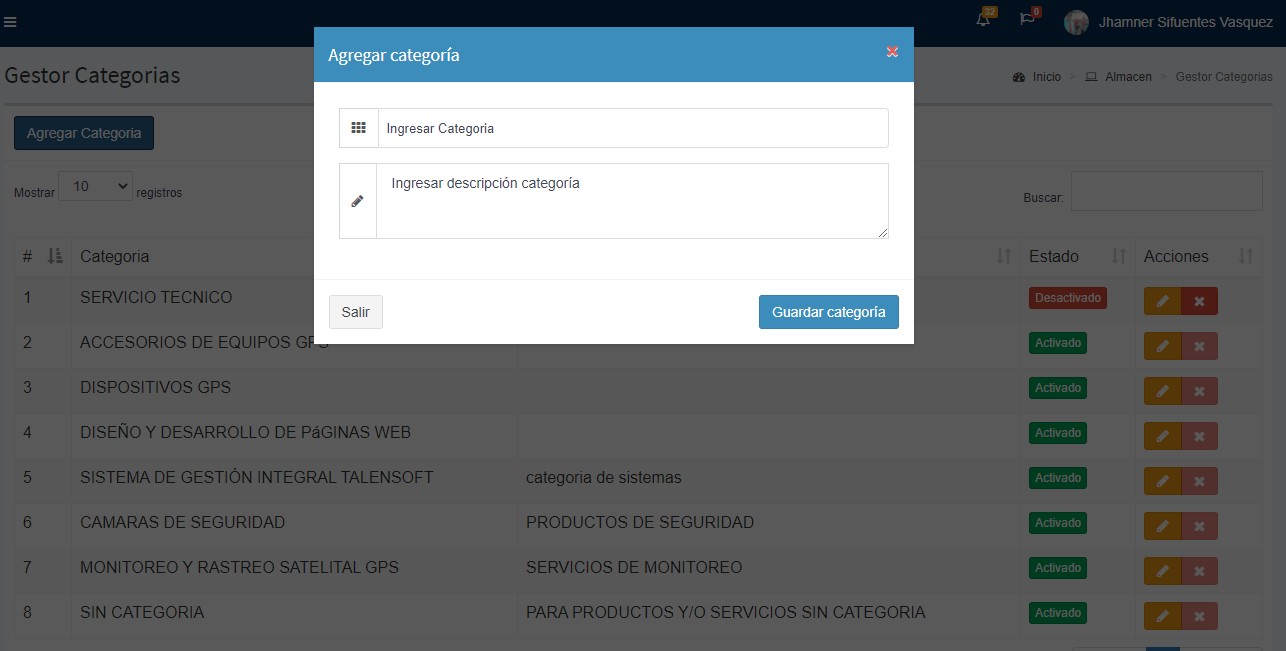 32
0
Jhamner Sifuentes Vasquez
Agregar categoría
Gestor Categorias
Inicio > Almacen > Gestor Categorias
Agregar Categoria
Ingresar Categoria
Ingresar descripción categoría
Mostrar 10 registros
Buscar:
# Categoria Estado Acciones
Salir Guardar categoría
1 SERVICIO TECNICO Desactivado
2 ACCESORIOS DE EQUIPOS GPS Activado
3 DISPOSITIVOS GPS Activado
4 DISEÑO Y DESARROLLO DE PáGINAS WEB Activado
5 SISTEMA DE GESTIÓN INTEGRAL TALENSOFT categoria de sistemas Activado
6 CAMARAS DE SEGURIDAD PRODUCTOS DE SEGURIDAD Activado
7 MONITOREO Y RASTREO SATELITAL GPS SERVICIOS DE MONITOREO Activado
8 SIN CATEGORIA PARA PRODUCTOS Y/O SERVICIOS SIN CATEGORIA Activado